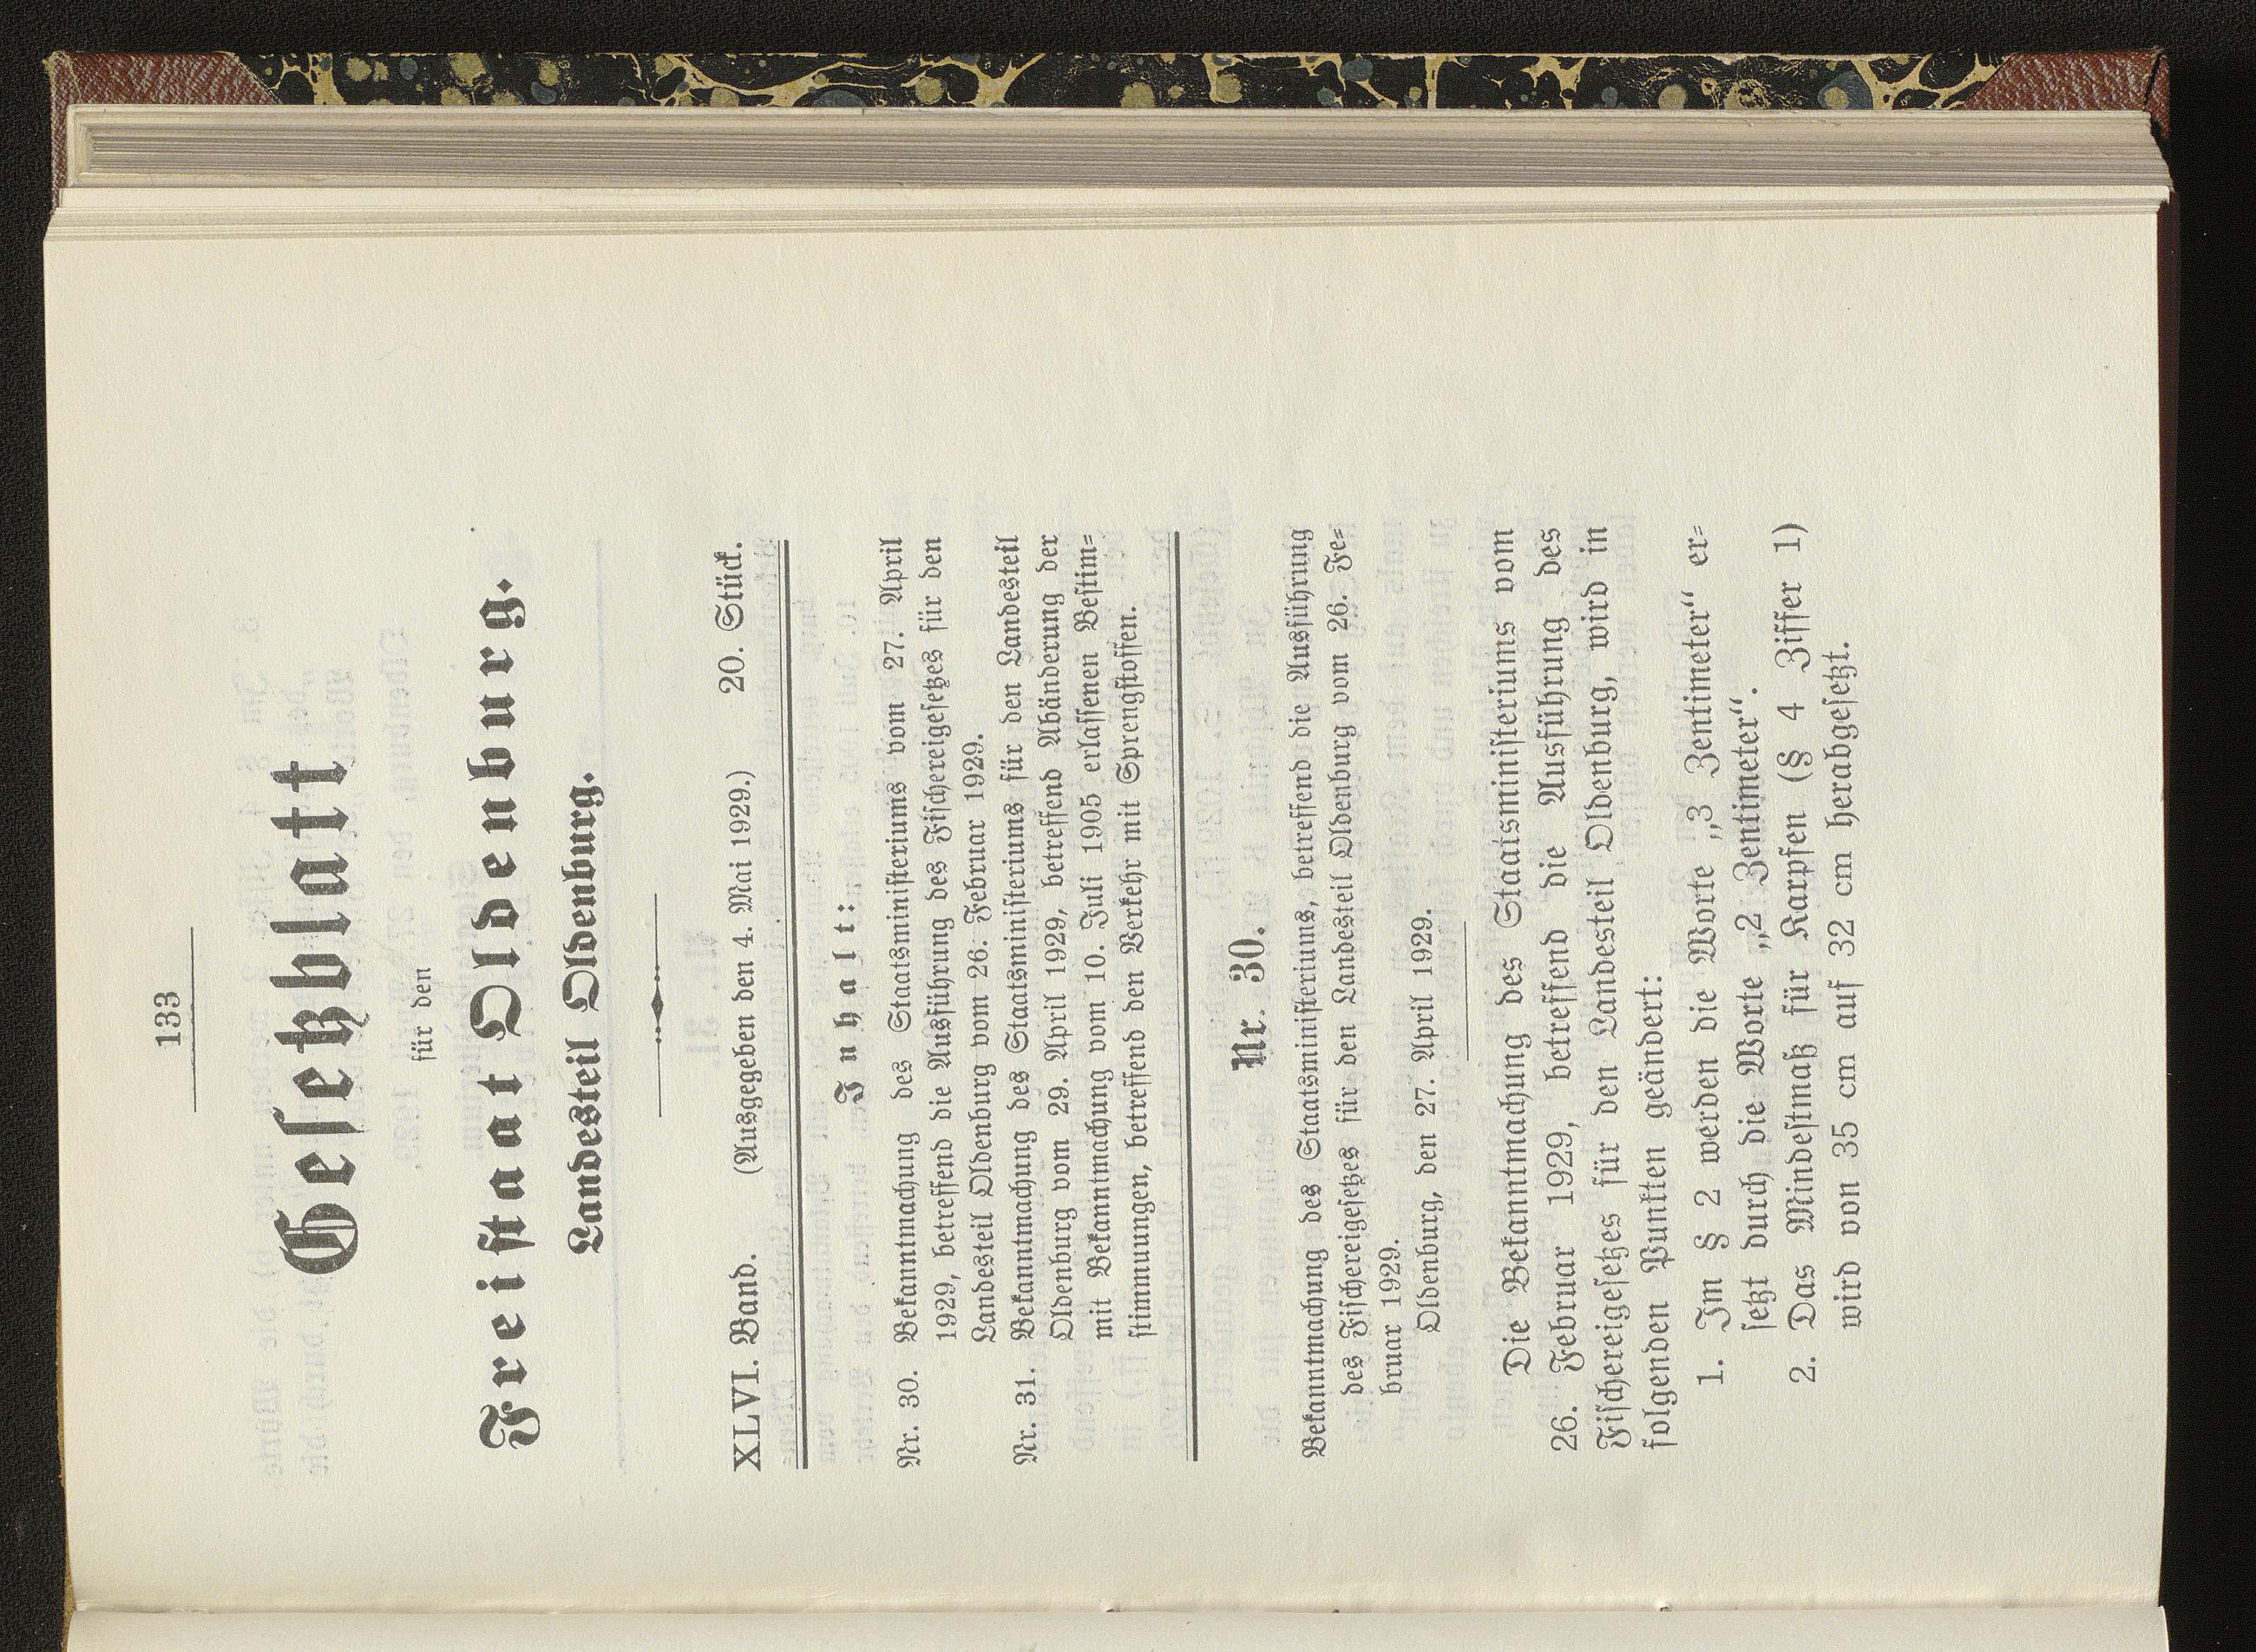 133
Gesetzblatt
für den
Freistaat Oldenburg.
Landesteil Oldenburg.
XLVI. Band. (Ausgegeben den 4. Mai 1929.) 20. Stück.
Inhalt:
Nr. 30. Bekanntmachung des Staatsministeriums vom 27. April
1929, betreffend die Ausführung des Fischereigesetzes für den
Landesteil Oldenburg vom 26. Februar 1929.
Nr. 31. Bekanntmachung des Staatsministeriums für den Landesteil
Oldenburg vom 29. April 1929, betreffend Abänderung der
mit Bekanntmachung vom 10. Juli 1905 erlassenen Bestim-
stimmungen, betreffend den Verkehr mit Sprengstoffen.
Nr. 30.
Bekanntmachung des Staatsministeriums, betreffend die Ausführung
des Fischereigesetzes für den Landesteil Oldenburg vom 26. Fe-
bruar 1929.
Oldenburg, den 27. April 1929.
Die Bekanntmachung des Staatsministeriums vom
26. Februar 1929, betreffend die Ausführung des
Fischereigesetzes für den Landesteil Oldenburg, wird in
folgenden Punkten geändert:
1. Im § 2 werden die Worte „3 Zentimeter“ er-
setzt durch die Worte „2 Zentimeter“.
2. Das Mindestmaß für Karpfen (§ 4 Ziffer 1)
wird von 35 cm auf 32 cm herabgesetzt.